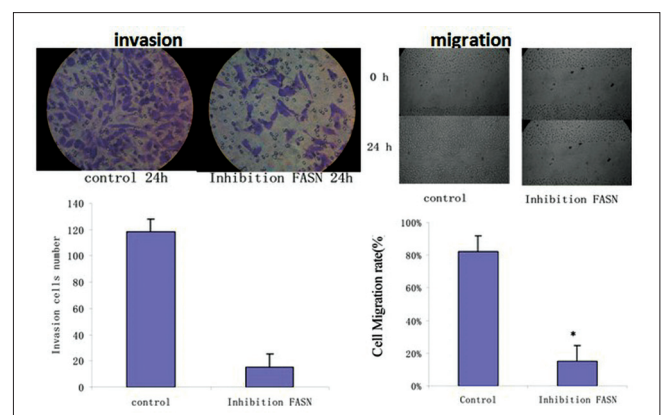 invasion
migration
0 h
24 h
control 24h
Inhibition FASN 24h
control
Inhibition FASN
Invasion cells number
140
120
100
80
60
40
20
0
control
Inhibition FASN
Cell Migration rate(%
100%
80%
60%
40%
20%
0%
*
Control
Inhibition FASN